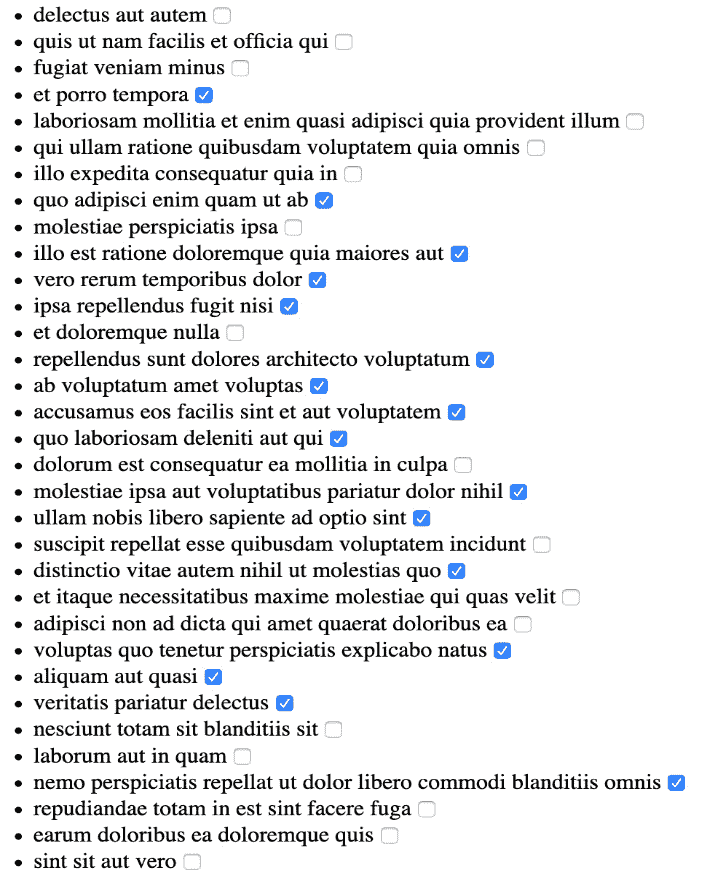 delectus aut autem
quis ut nam facilis et officia qui
fugiat veniam minus
et porro tempora
laboriosam mollitia et enim quasi adipisci quia provident illum
qui ullam ratione quibusdam voluptatem quia omnis
illo expedita consequatur quia in
quo adipisci enim quam ut ab
molestiae perspiciatis ipsa
illo est ratione doloremque quia maiores aut
vero rerum temporibus dolor
ipsa repellendus fugit nisi
et doloremque nulla
repellendus sunt dolores architecto voluptatum
ab voluptatum amet voluptas
accusamus eos facilis sint et aut voluptatem
quo laboriosam deleniti aut qui
dolorum est consequatur ea mollitia in culpa
molestiae ipsa aut voluptatibus pariatur dolor nihil
ullam nobis libero sapiente ad optio sint
suscipit repellat esse quibusdam voluptatem incidunt
distinctio vitae autem nihil ut molestias quo
et itaque necessitatibus maxime molestiae qui quas velit
adipisci non ad dicta qui amet quaerat doloribus ea
voluptas quo tenetur perspiciatis explicabo natus
aliquam aut quasi
veritatis pariatur delectus
nesciunt totam sit blanditiis sit
laborum aut in quam
nemo perspiciatis repellat ut dolor libero commodi blanditiis omnis
repudiandae totam in est sint facere fuga
earum doloribus ea doloremque quis
sint sit aut vero